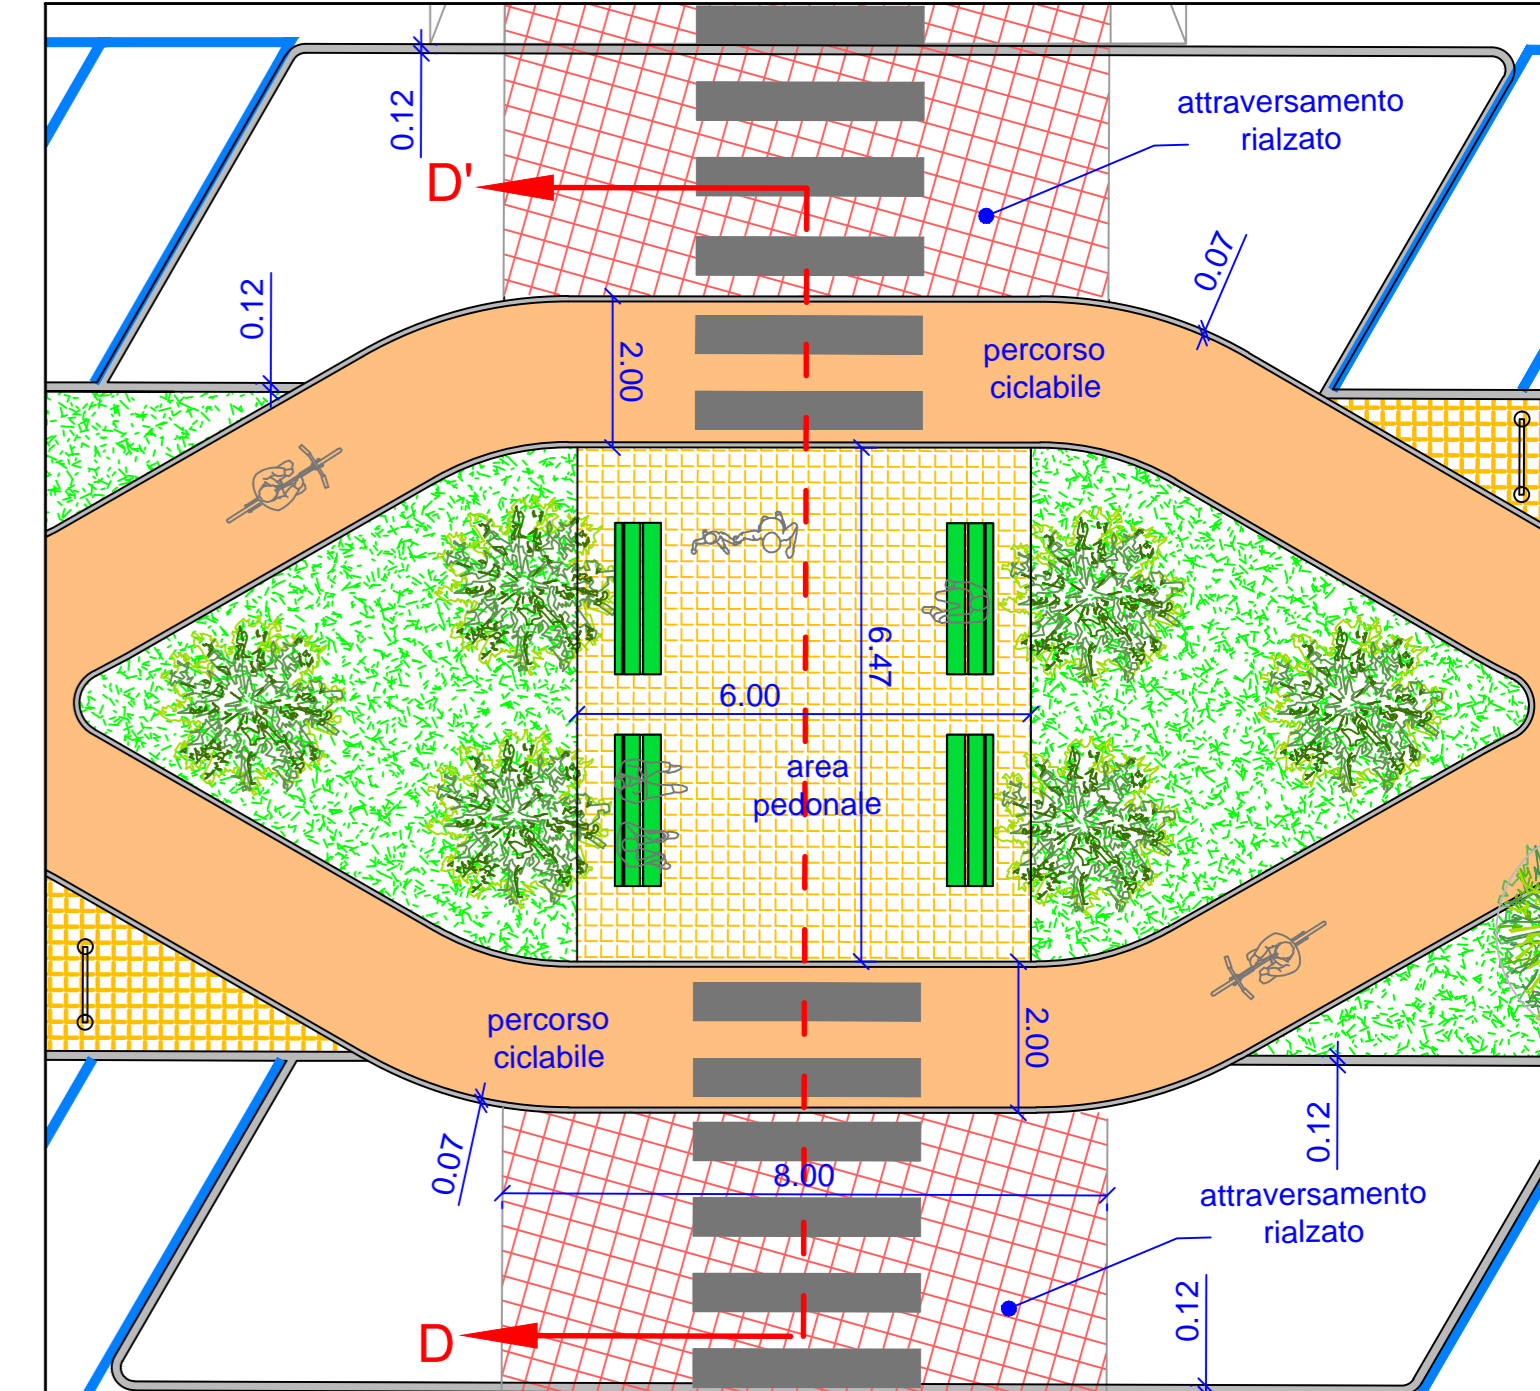 0.12
attraversamento
rialzato
D'
0.07
0.12
2.00
percorso
ciclabile
6.47
6.00
area
pedonale
percorso
ciclabile
2.00
0.07
0.12
8.00
attraversamento
rialzato
0.12
D